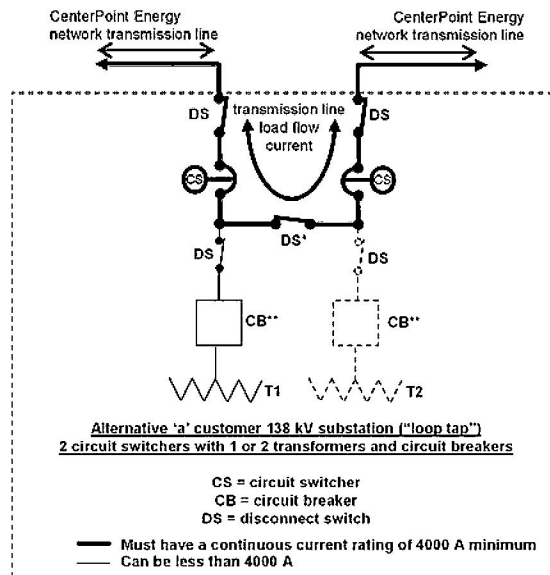 CenterPoint Energy
network transmission line
CenterPoint Energy
network transmission line
DS
transmission line
load flow
current
DS
CS
CS
DS
DS*
DS
CB**
CB**
T1
T2
Alternative 'a' customer 138 kV substation ("loop tap")
2 circuit switchers with 1 or 2 transformers and circuit breakers
CS = circuit switcher
CB = circuit breaker
DS = disconnect switch
Must have a continuous current rating of 4000 A minimum
Can be less than 4000 A